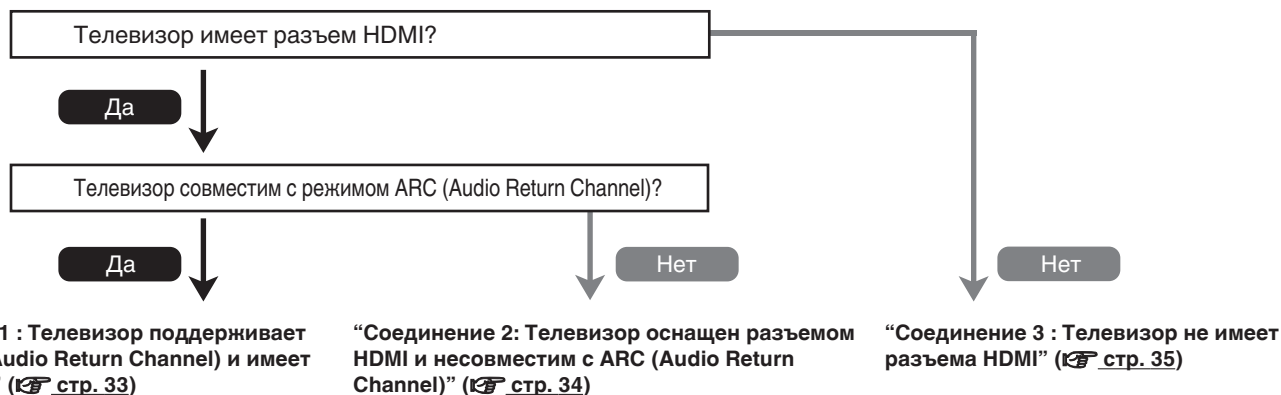 Телевизор имеет разъем HDMI?
Да
Телевизор совместим с режимом ARC (Audio Return Channel)?
Да
Нет
Нет
1 : Телевизор поддерживает
Audio Return Channel) и имеет
” (☞ стр. 33)
“Соединение 2: Телевизор оснащен разъемом
HDMI и несовместим с ARC (Audio Return
Channel)” (☞ стр. 34)
“Соединение 3 : Телевизор не имеет
разъема HDMI” (☞ стр. 35)